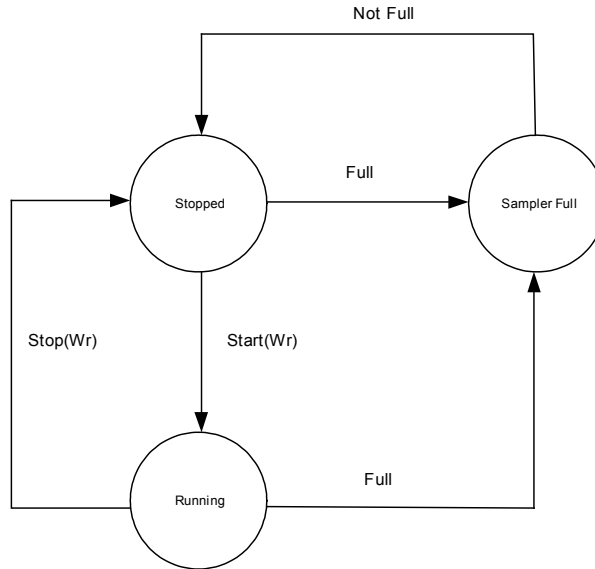 Not Full
Full
Stopped
Sampler Full
Stop(Wr)
Start(Wr)
Full
Running